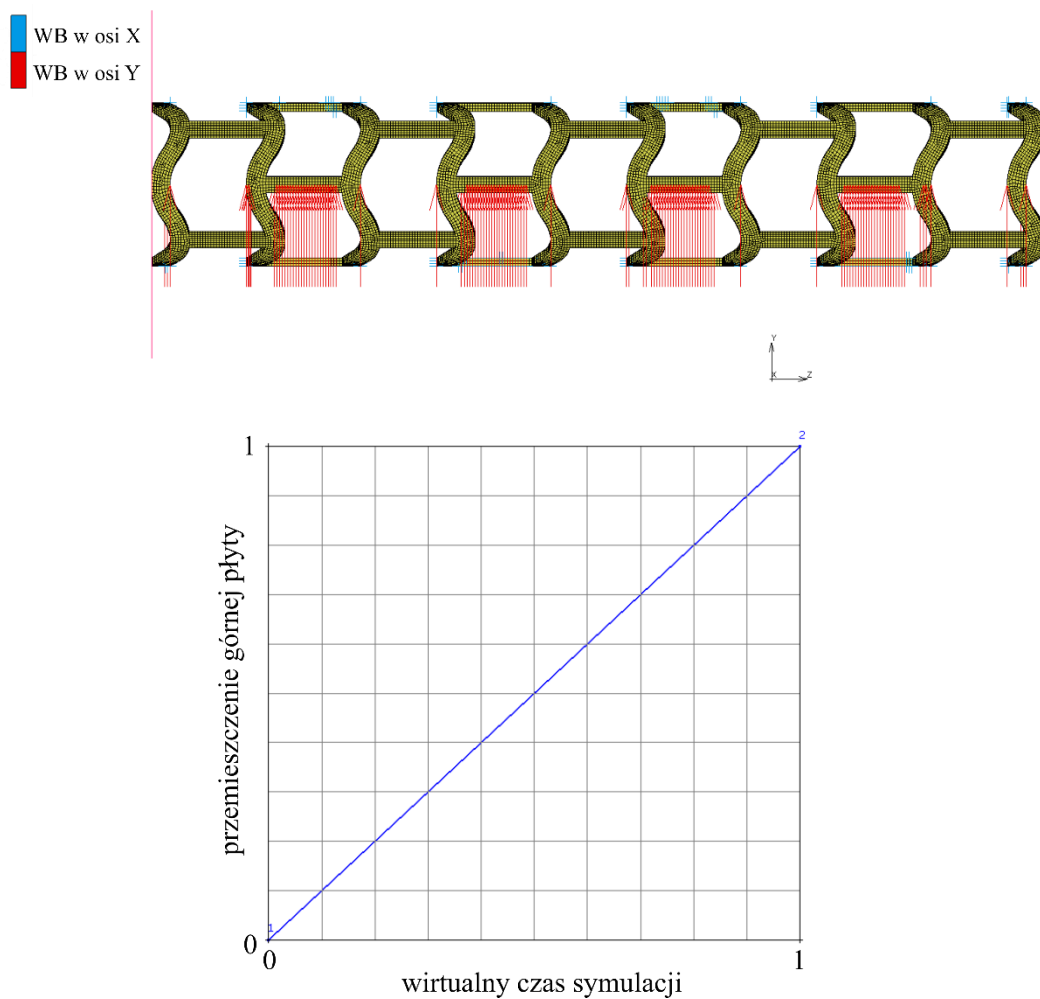 WB w osi X
WB w osi Y
Y
X
Z
1
2
przemieszczenie górnej płyty
1
0
0
1
wirtualny czas symulacji